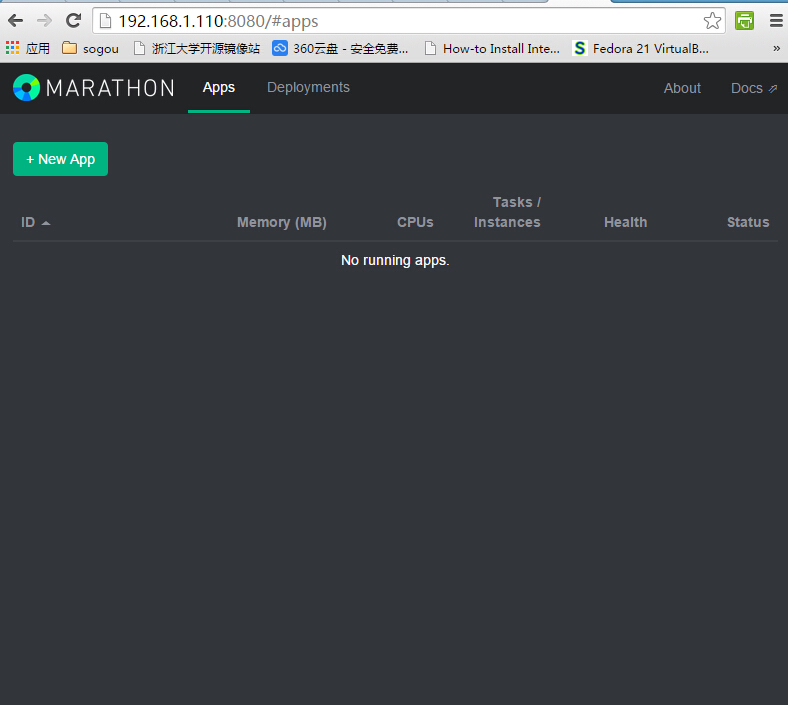 192.168.1.110:8080/#apps
应用 sogou 浙江大学开源镜像站 360云盘 - 安全免费... How-to Install Inte... Fedora 21 VirtualB... »
MARATHON Apps Deployments About Docs
+ New App
ID Memory (MB) CPUs Tasks / Instances Health Status
No running apps.